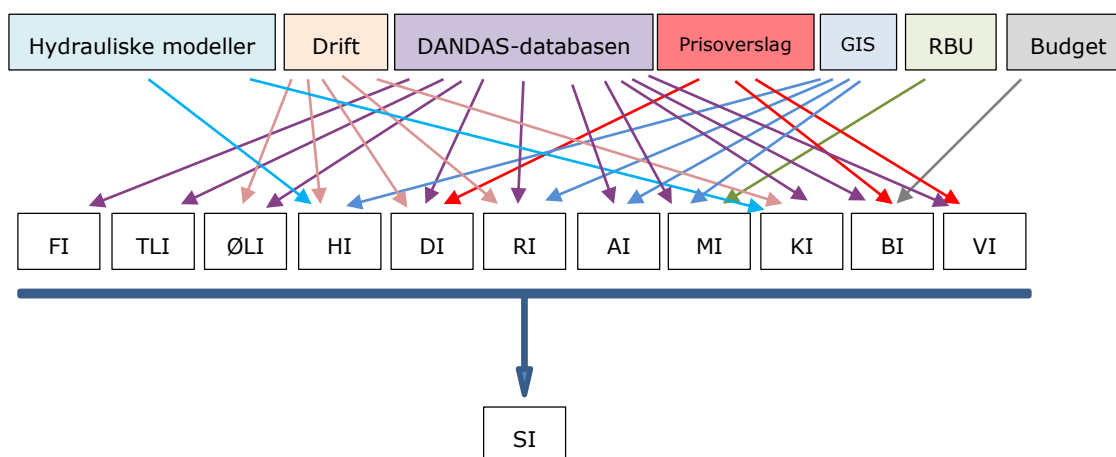 Hydrauliske modeller
Drift
DANDAS-databasen
Prisoverslag
GIS
RBU
Budget
FI
TLI
ØLI
HI
DI
RI
AI
MI
KI
BI
VI
SI